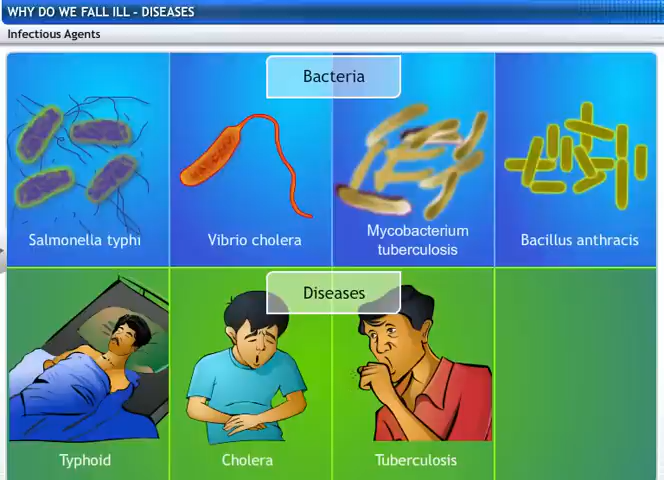 WHY DO WE FALL ILL - DISEASES
Infectious Agents
Bacteria
Salmonella typhi
Vibrio cholera
Mycobacterium
tuberculosis
Bacillus anthracis
Diseases
Typhoid
Cholera
Tuberculosis